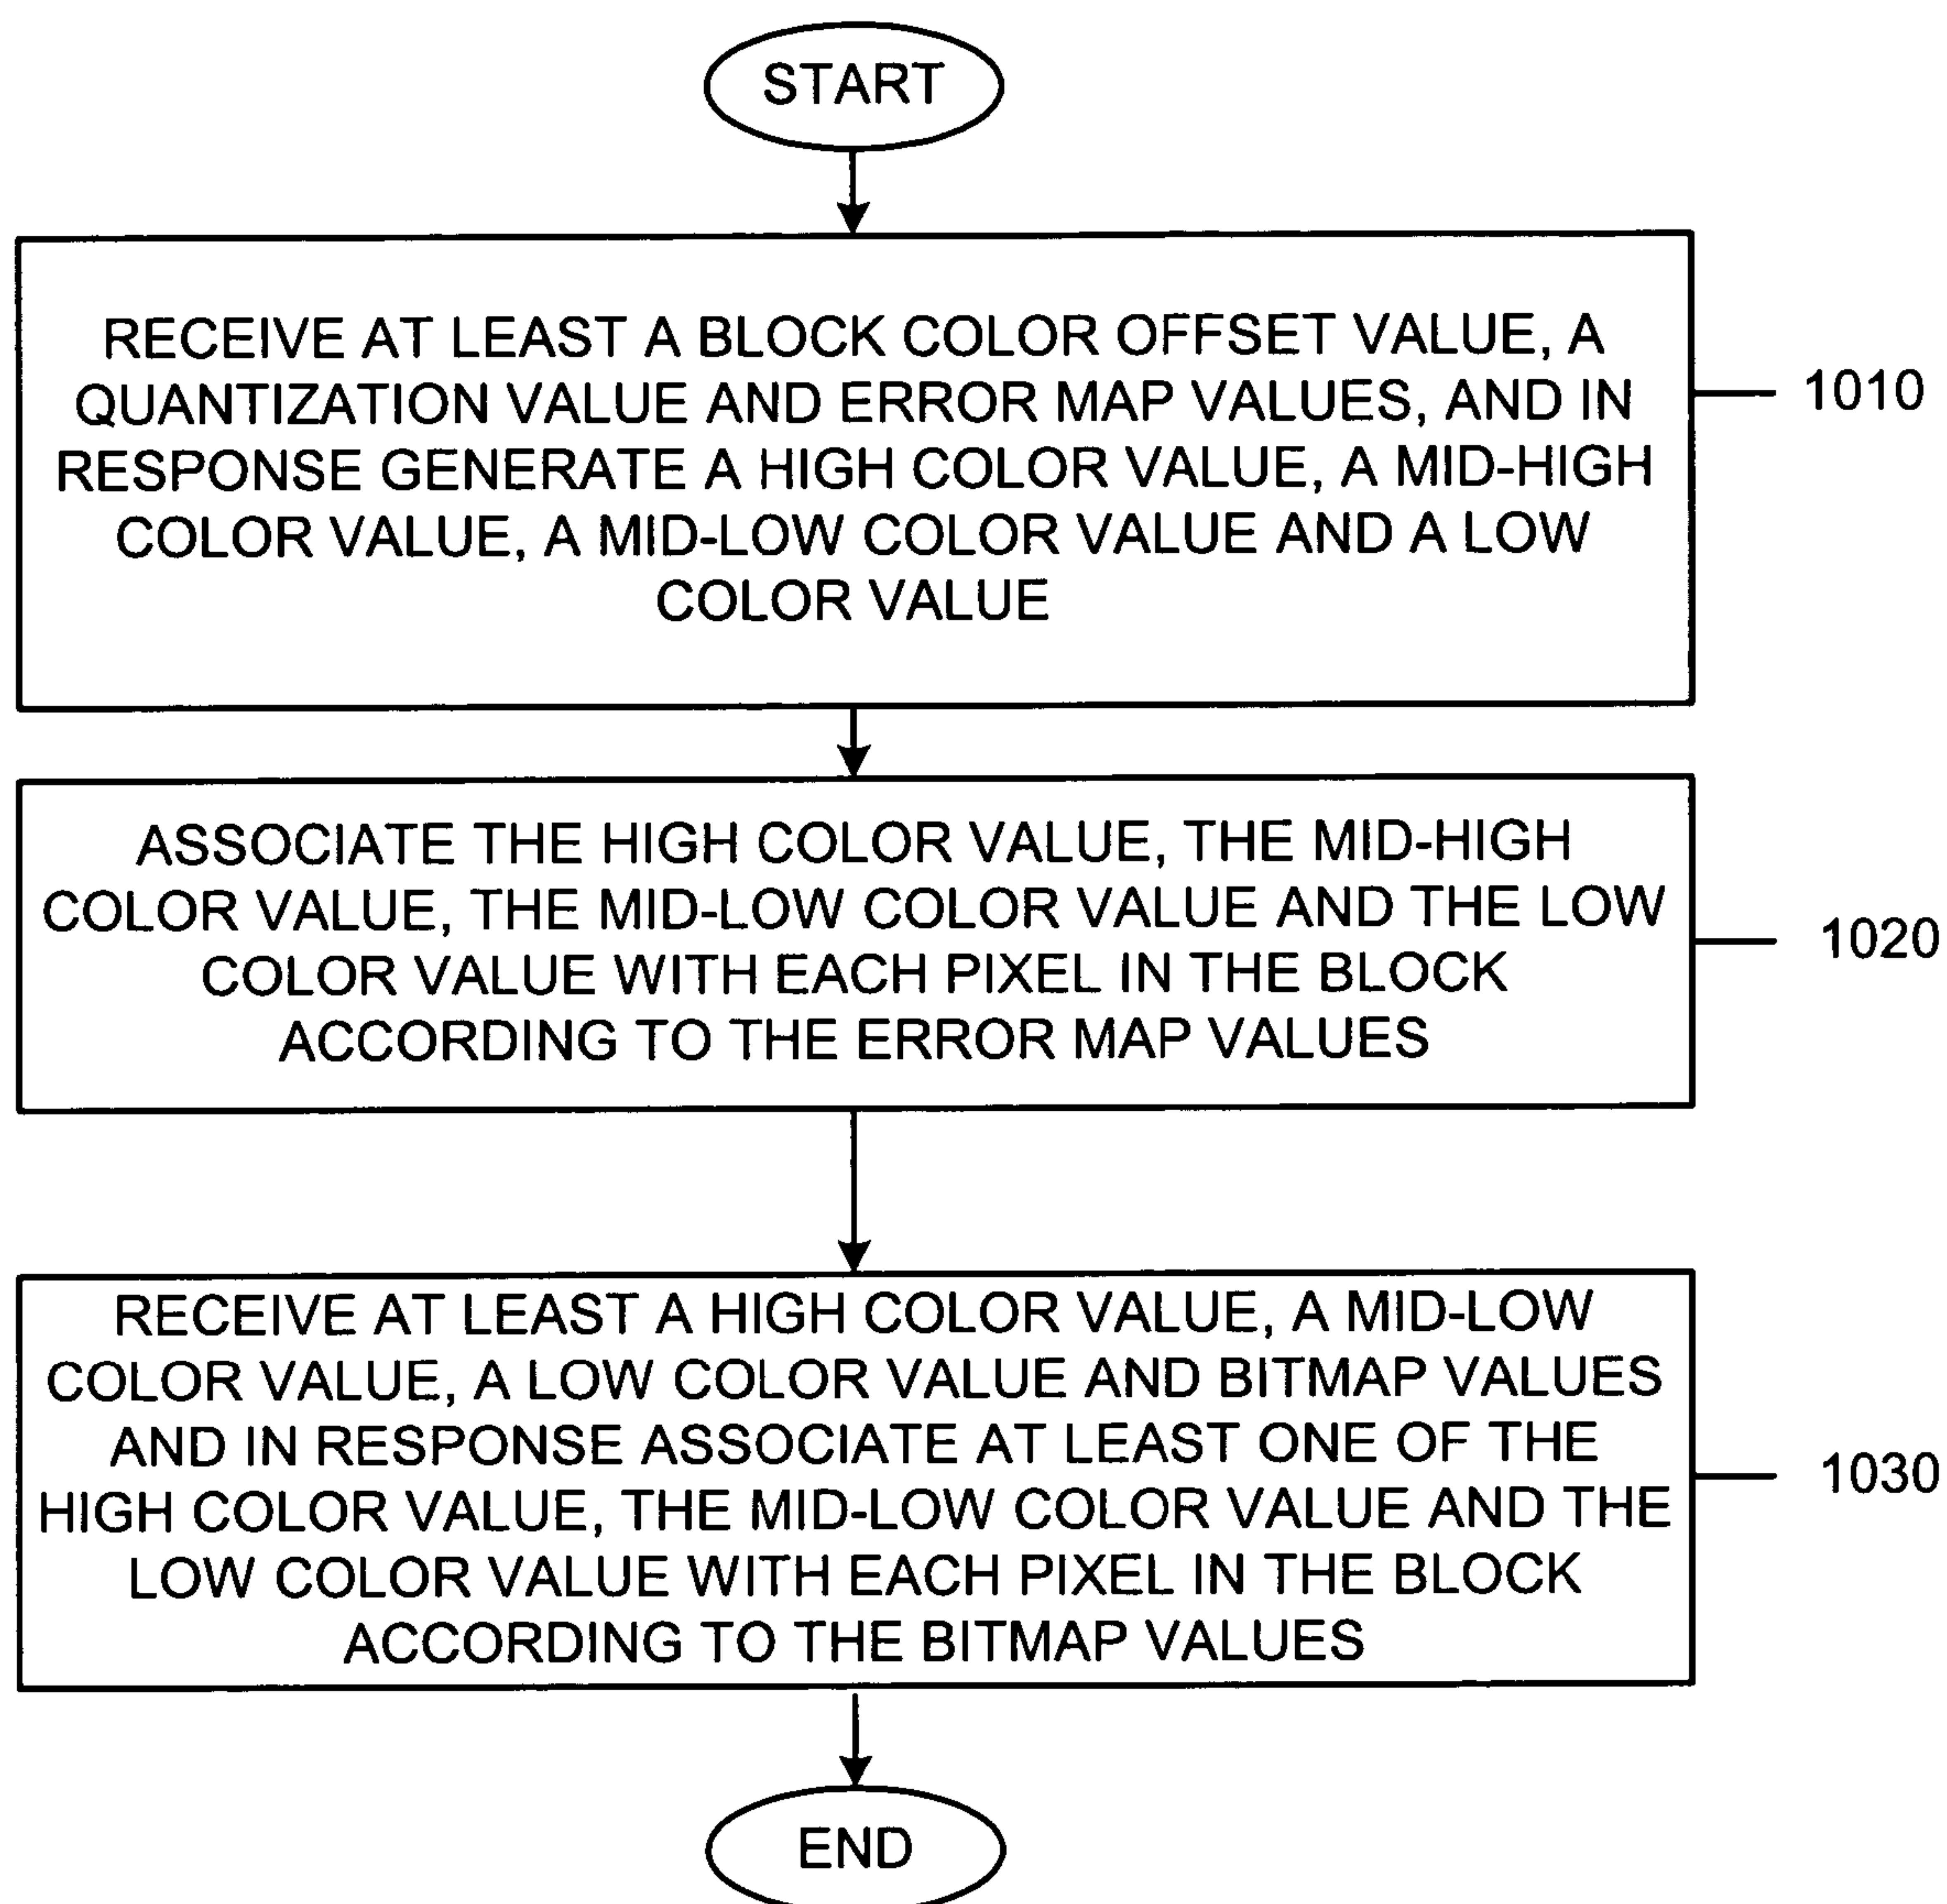 START
RECEIVE AT LEAST A BLOCK COLOR OFFSET VALUE, A
QUANTIZATION VALUE AND ERROR MAP VALUES, AND IN
RESPONSE GENERATE A HIGH COLOR VALUE, A MID-HIGH
COLOR VALUE, A MID-LOW COLOR VALUE AND A LOW
COLOR VALUE
1010
ASSOCIATE THE HIGH COLOR VALUE, THE MID-HIGH
COLOR VALUE, THE MID-LOW COLOR VALUE AND THE LOW
COLOR VALUE WITH EACH PIXEL IN THE BLOCK
ACCORDING TO THE ERROR MAP VALUES
1020
RECEIVE AT LEAST A HIGH COLOR VALUE, A MID-LOW
COLOR VALUE, A LOW COLOR VALUE AND BITMAP VALUES
AND IN RESPONSE ASSOCIATE AT LEAST ONE OF THE
HIGH COLOR VALUE, THE MID-LOW COLOR VALUE AND THE
LOW COLOR VALUE WITH EACH PIXEL IN THE BLOCK
ACCORDING TO THE BITMAP VALUES
1030
END